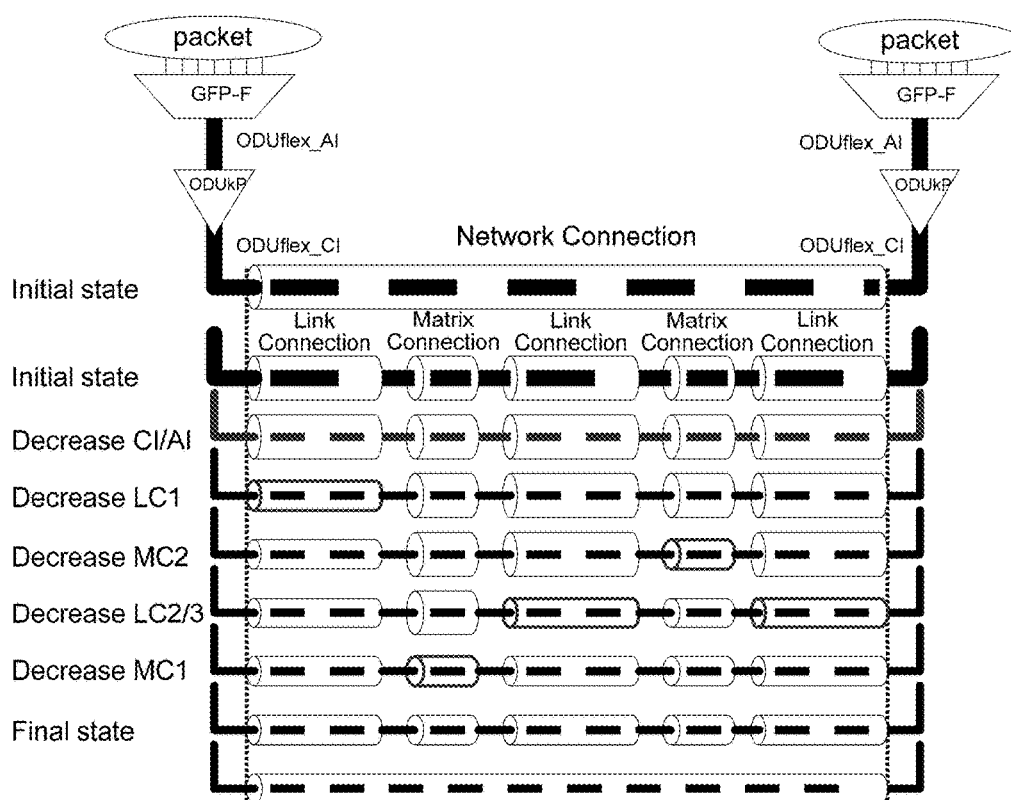 packet
packet
GFP-F
GFP-F
ODUflex_AI
ODUflex_AI
ODUkP
ODUkP
ODUflex_CI
Network Connection
ODUflex_CI
Initial state
Link Connection
Matrix Connection
Link Connection
Matrix Connection
Link Connection
Initial state
Decrease CI/AI
Decrease LC1
Decrease MC2
Decrease LC2/3
Decrease MC1
Final state